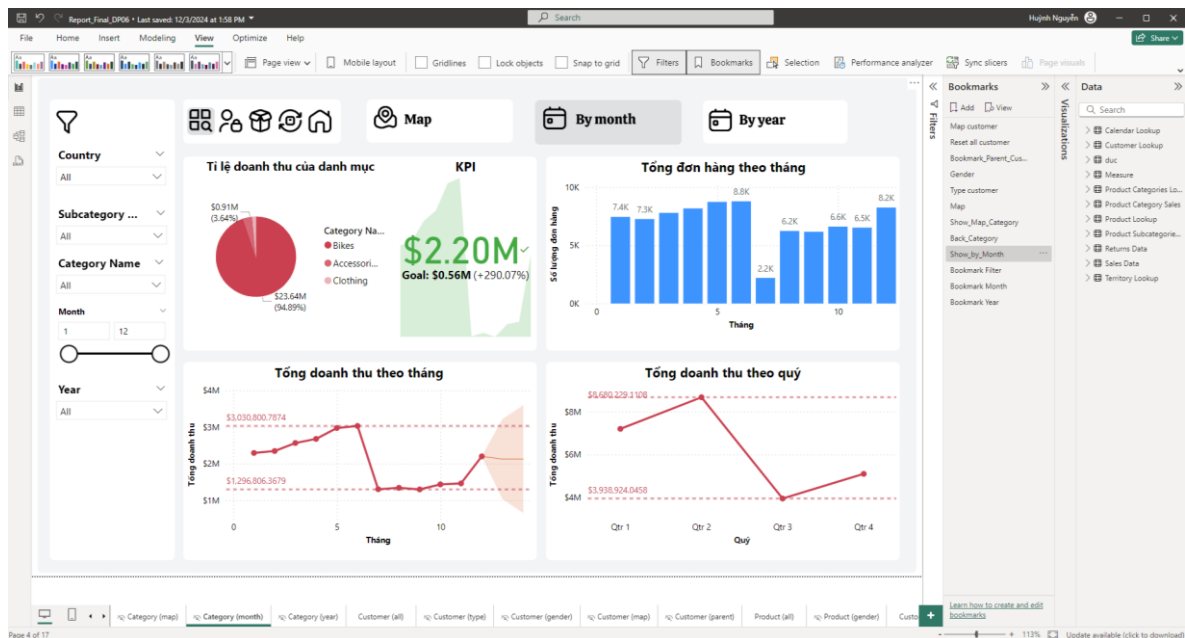 Report_Final_DP06 • Last saved: 12/3/2024 at 1:58 PM
Search
Huỳnh Nguyễn
File Home Insert Modeling View Optimize Help
Share
Page view
Mobile layout
Gridlines
Lock objects
Snap to grid
Filters
Bookmarks
Selection
Performance analyzer
Sync slicers
Page visuals
Country
All
Subcategory ...
All
Category Name
All
Month
1 12
Year
All
Map
By month
By year
Tỉ lệ doanh thu của danh mục
$0.91M
(3.64%)
$23.64M
(94.89%)
Category Na...
Bikes
Accessori...
Clothing
KPI
$2.20M
Goal: $0.56M (+290.07%)
Tổng đơn hàng theo tháng
Số lượng đơn hàng
10K
5K
0K
7.4K 7.3K 8.8K 2.2K 6.2K 6.6K 6.5K 8.2K
0 5 10
Tháng
Tổng doanh thu theo tháng
Tổng doanh thu
$4M
$3M
$2M
$1M
$3,030,800.7874
$1,296,806.3679
0 5 10
Tháng
Tổng doanh thu theo quý
Tổng doanh thu
$8M
$6M
$4M
$8,680,229.1108
$3,938,924.0458
Qtr 1 Qtr 2 Qtr 3 Qtr 4
Quý
Filters
Bookmarks
Add View
Map customer
Reset all customer
Bookmark_Parent_Cus...
Gender
Type customer
Map
Show_Map_Category
Back_Category
Show_by_Month
Bookmark Filter
Bookmark Month
Bookmark Year
Learn how to create and edit
bookmarks
Visualizations
Data
Search
Calendar Lookup
Customer Lookup
duc
Measure
Product Categories Lo...
Product Category Sales
Product Lookup
Product Subcategorie...
Returns Data
Sales Data
Territory Lookup
Category (map)
Category (month)
Category (year)
Customer (all)
Customer (type)
Customer (gender)
Customer (map)
Customer (parent)
Product (all)
Product (gender)
Custo
Page 4 of 17
113%
Update available (click to download)